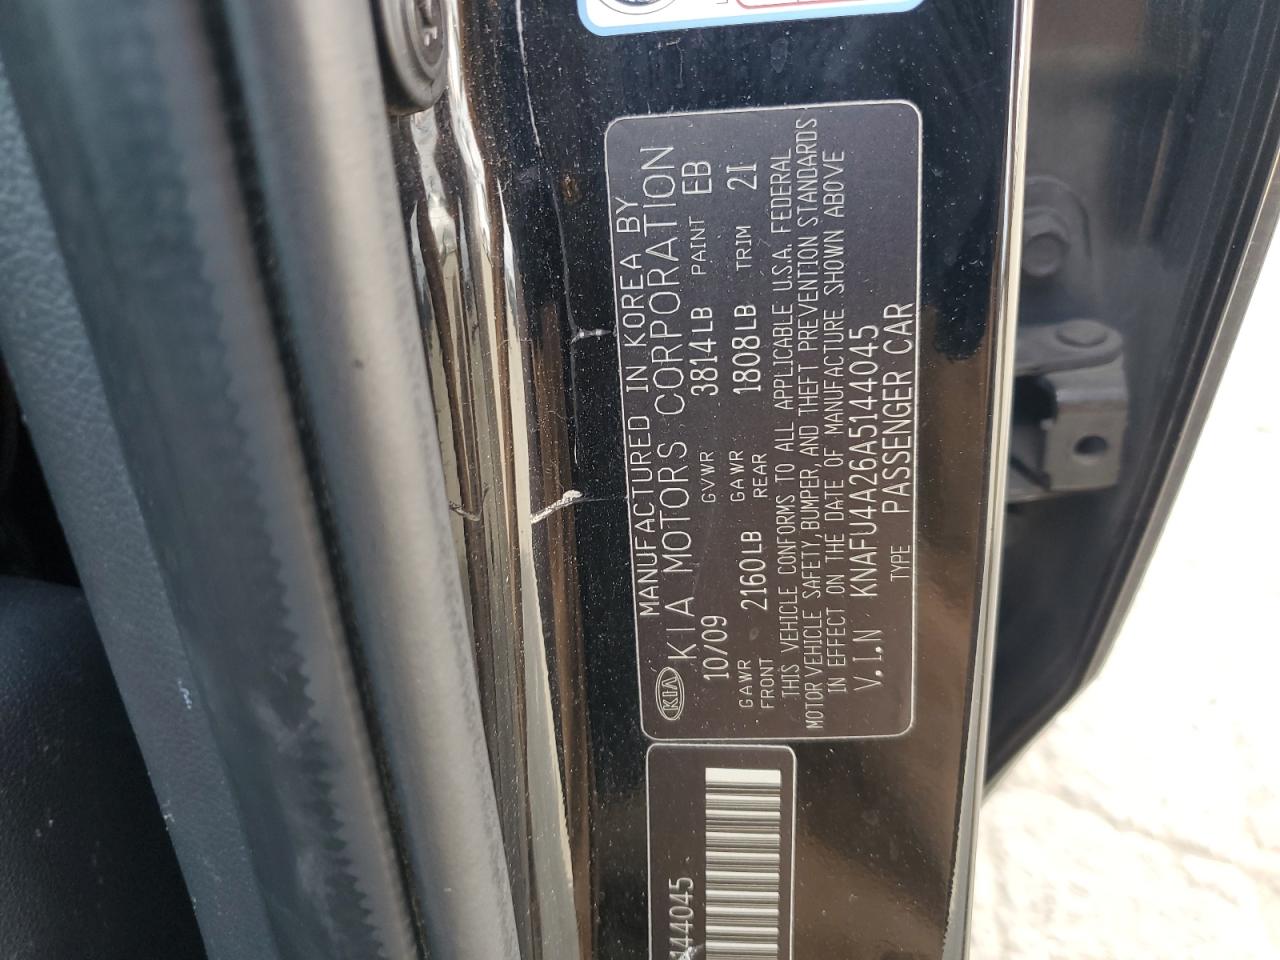 MANUFACTURED IN KOREA BY
KIA KIA MOTORS CORPORATION
10/09 GVWR 3814LB PAINT EB
GAWR FRONT 2160LB GAWR REAR 1808LB TRIM 2I
THIS VEHICLE CONFORMS TO ALL APPLICABLE U.S.A. FEDERAL
MOTOR VEHICLE SAFETY, BUMPER, AND THEFT PREVENTION STANDARDS
IN EFFECT ON THE DATE OF MANUFACTURE SHOWN ABOVE
V.I.N KNAFU4A26A5144045
TYPE PASSENGER CAR
44045